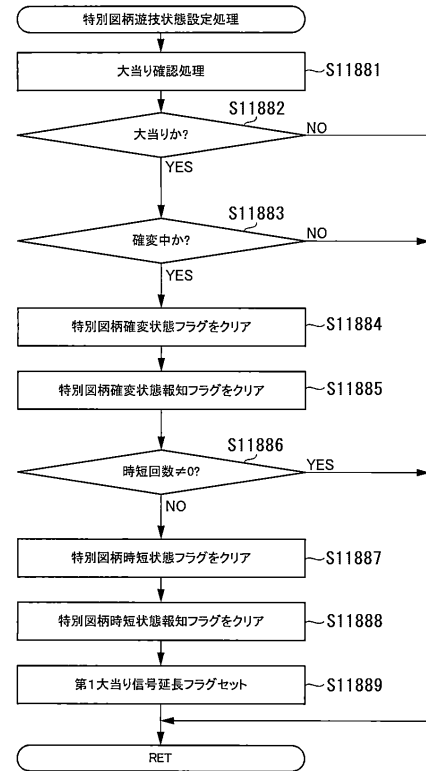 特別図柄遊技状態設定処理
大当り確認処理
S11881
S11882
大当りか?
NO
YES
S11883
確変中か?
NO
YES
特別図柄確変状態フラグをクリア
S11884
特別図柄確変状態報知フラグをクリア
S11885
S11886
時短回数≠0?
YES
NO
特別図柄時短状態フラグをクリア
S11887
特別図柄時短状態報知フラグをクリア
S11888
第1大当り信号延長フラグセット
S11889
RET